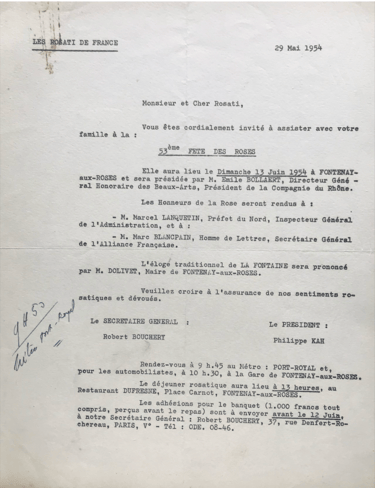 LES ROSATI DE FRANCE
29 Mai 1954
Monsieur et Cher Rosati,
Vous êtes cordialement invité à assister avec votre
famille à la :
53ème FETE DES ROSES
Elle aura lieu le Dimanche 13 Juin 1954 à FONTENAY-
aux-ROSES et sera présidée par M. Emile BOLLAERT, Directeur Géné -
ral Honoraire des Beaux-Arts, Président de la Compagnie du Rhône.
Les Honneurs de la Rose seront rendus à :
- M. Marcel LANQUETIN, Préfet du Nord, Inspecteur Général
de l'Administration, et à :
- M. Marc BLANCPAIN, Homme de Lettres, Secrétaire Général
de l'Alliance Française.
L'éloge traditionnel de LA FONTAINE sera prononcé
par M. DOLIVET, Maire de FONTENAY-aux-ROSES.
Veuillez croire à l'assurance de nos sentiments ro-
satiques et dévoués.
Le SECRETAIRE GENERAL :
Le PRESIDENT :
Robert BOUCHERY
Philippe KAH
Rendez-vous à 9 h.45 au Métro : PORT-ROYAL et,
pour les automobilistes, à 10 h.30, à la Gare de FONTENAY-aux-ROSES.
Le déjeuner rosatique aura lieu à 13 heures, au
Restaurant DUFRESNE, Place Carnot, FONTENAY-aux-ROSES.
Les adhésions pour le banquet (1.000 francs tout
compris, perçus avant le repas) sont à envoyer avant le 12 Juin,
à notre Secrétaire Général : Robert BOUCHERY, 37, rue Denfert-Ro-
chereau, PARIS, V° - Tél : ODE. 08-46.
Port-Royal